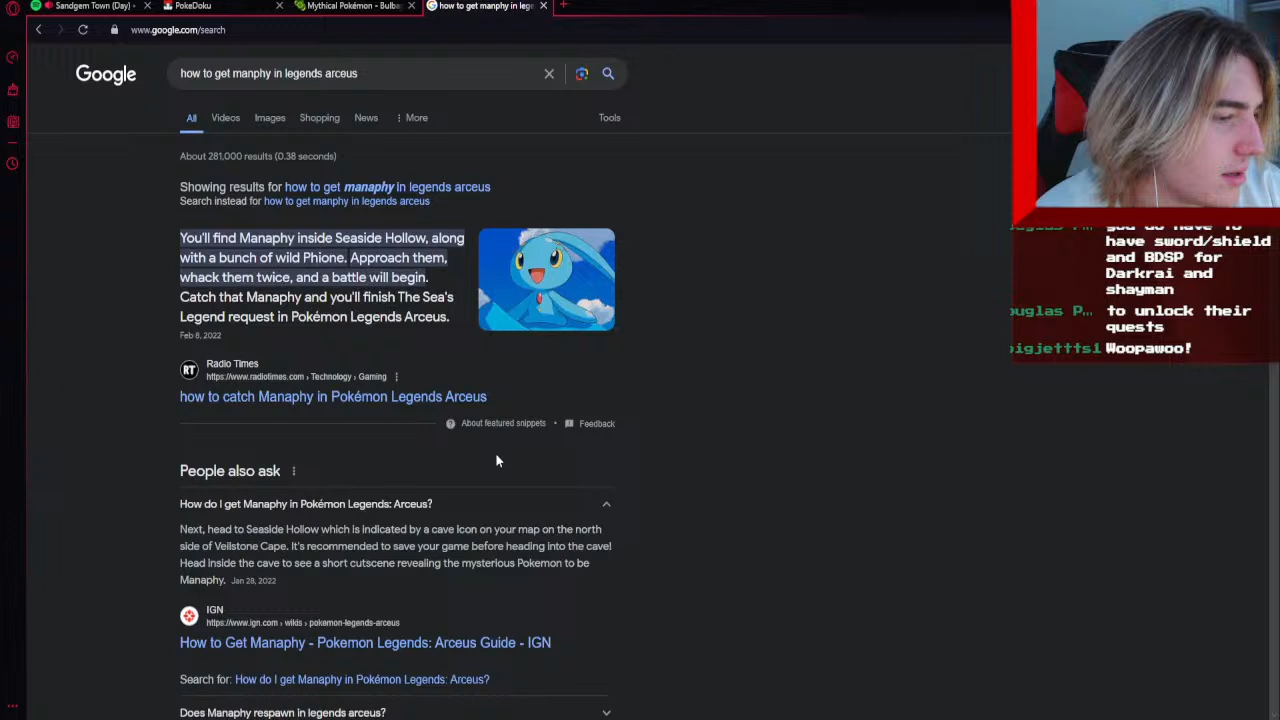 Sandgem Town (Day) -
PokeDoku
Mythical Pokémon - Bulba
how to get manphy in lege
www.google.com/search
Google
how to get manphy in legends arceus
All
Videos
Images
Shopping
News
More
Tools
About 281,000 results (0.38 seconds)
Showing results for how to get manaphy in legends arceus
Search instead for how to get manphy in legends arceus
You'll find Manaphy inside Seaside Hollow, along
with a bunch of wild Phione. Approach them,
whack them twice, and a battle will begin.
Catch that Manaphy and you'll finish The Sea's
Legend request in Pokémon Legends Arceus.
Feb 8, 2022
RT
Radio Times
https://www.radiotimes.com › Technology › Gaming
how to catch Manaphy in Pokémon Legends Arceus
About featured snippets
Feedback
People also ask
How do I get Manaphy in Pokémon Legends: Arceus?
Next, head to Seaside Hollow which is indicated by a cave icon on your map on the north
side of Veilstone Cape. It's recommended to save your game before heading into the cave!
Head inside the cave to see a short cutscene revealing the mysterious Pokemon to be
Manaphy. Jan 28, 2022
IGN
https://www.ign.com › wikis › pokemon-legends-arceus
How to Get Manaphy - Pokemon Legends: Arceus Guide - IGN
Search for: How do I get Manaphy in Pokémon Legends: Arceus?
Does Manaphy respawn in legends arceus?
you do have to
have sword/shield
and BDSP for
Darkrai and
shayman
ouglas P… to unlock their
quests
bigjettts1 Woopawoo!